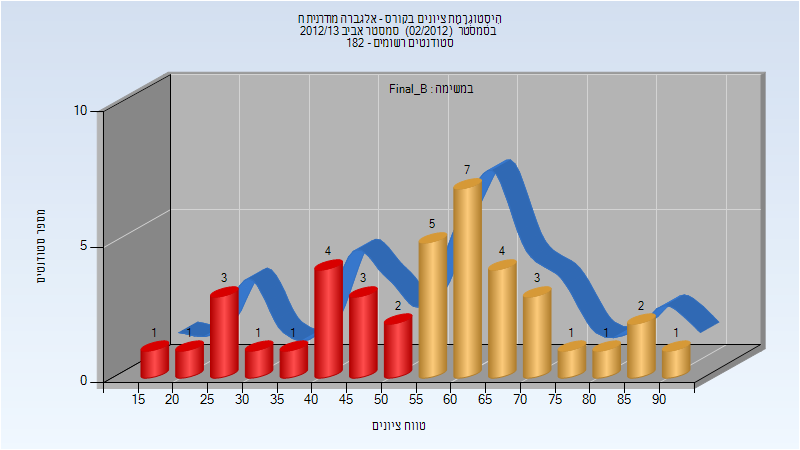 היסטוגרמת ציונים בקורס - אלגברה מודרנית ח
בסמסטר (02/2012) סמסטר אביב 2012/13
סטודנטים רשומים - 182
במשימה : Final_B
10
5
0
מספר סטודנטים
1
1
3
1
1
4
3
2
5
7
4
3
1
1
2
1
15 20 25 30 35 40 45 50 55 60 65 70 75 80 85 90
טווח ציונים